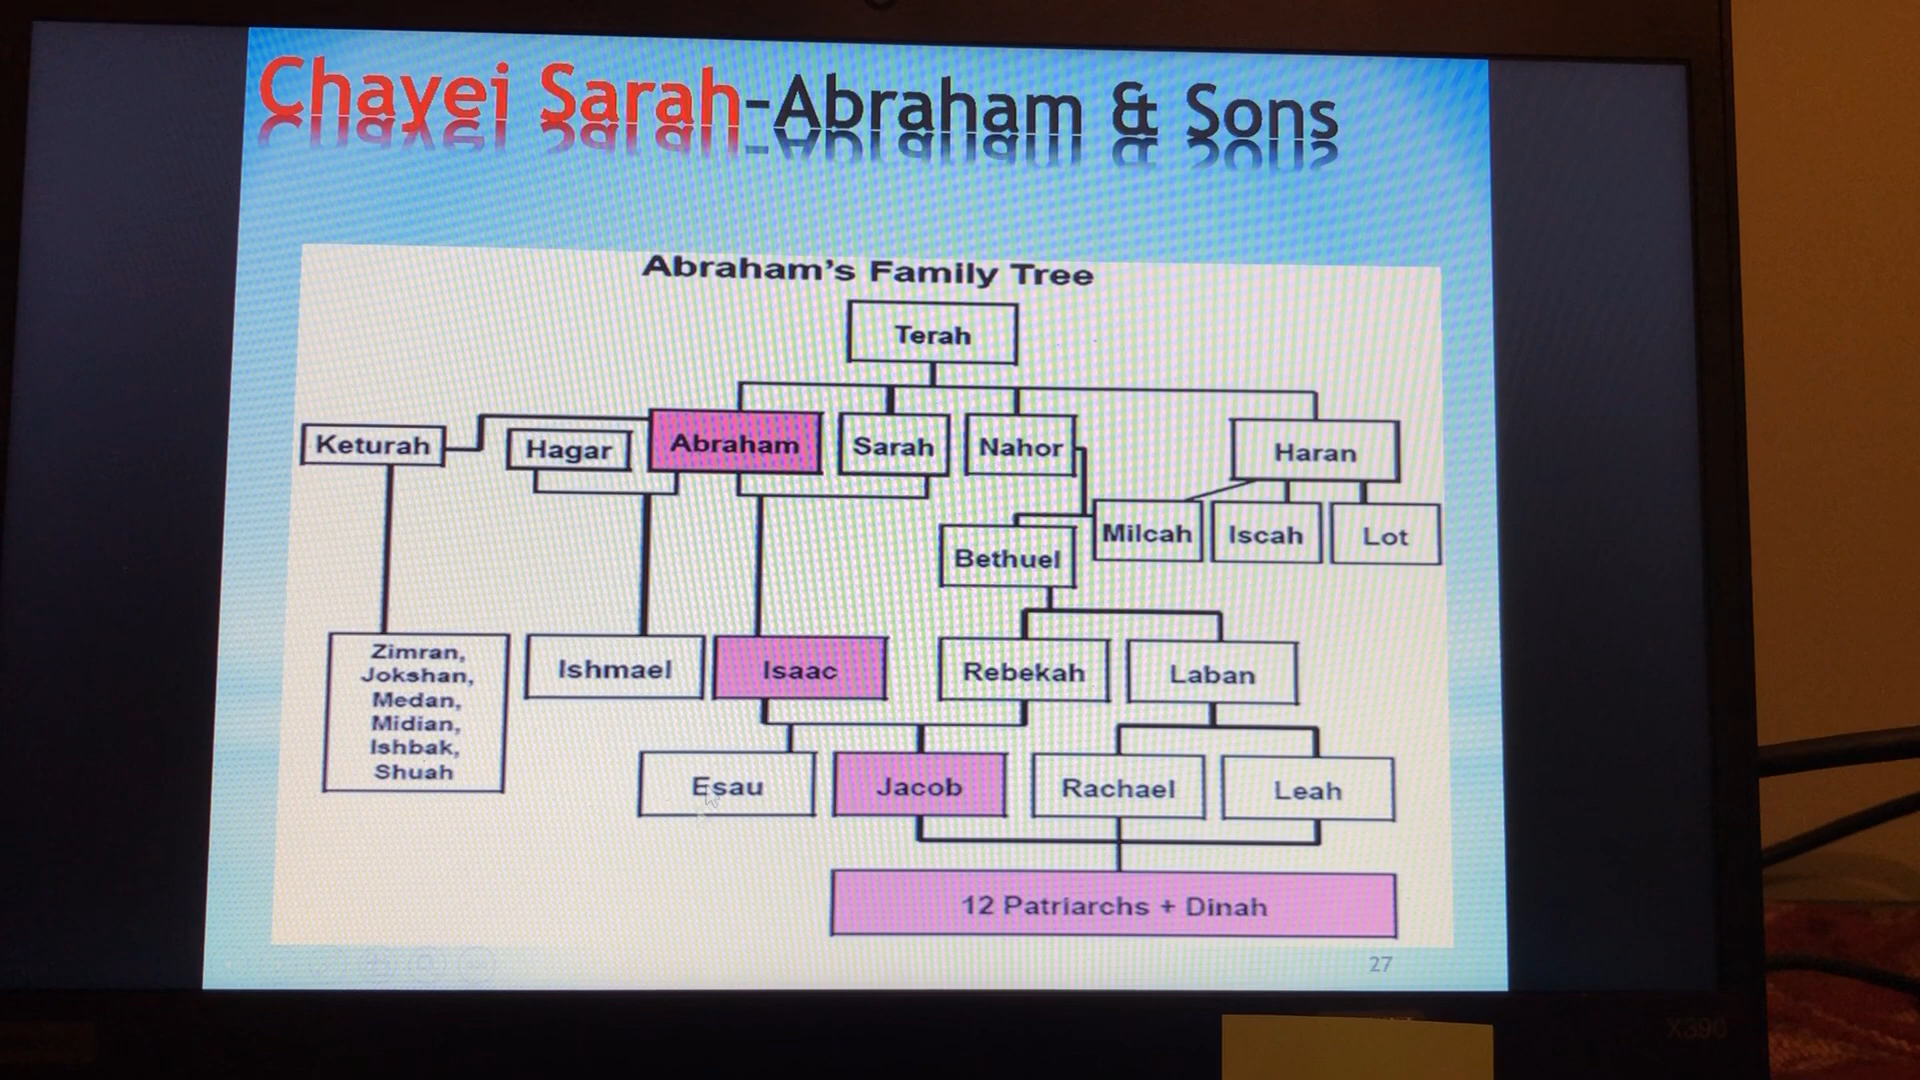 Chayei Sarah-Abraham & Sons
Abraham's Family Tree
Terah
Keturah
Hagar
Abraham
Sarah
Nahor
Haran
Bethuel
Milcah
Iscah
Lot
Zimran,
Jokshan,
Medan,
Midian,
Ishbak,
Shuah
Ishmael
Isaac
Rebekah
Laban
Esau
Jacob
Rachael
Leah
12 Patriarchs + Dinah
27
X390